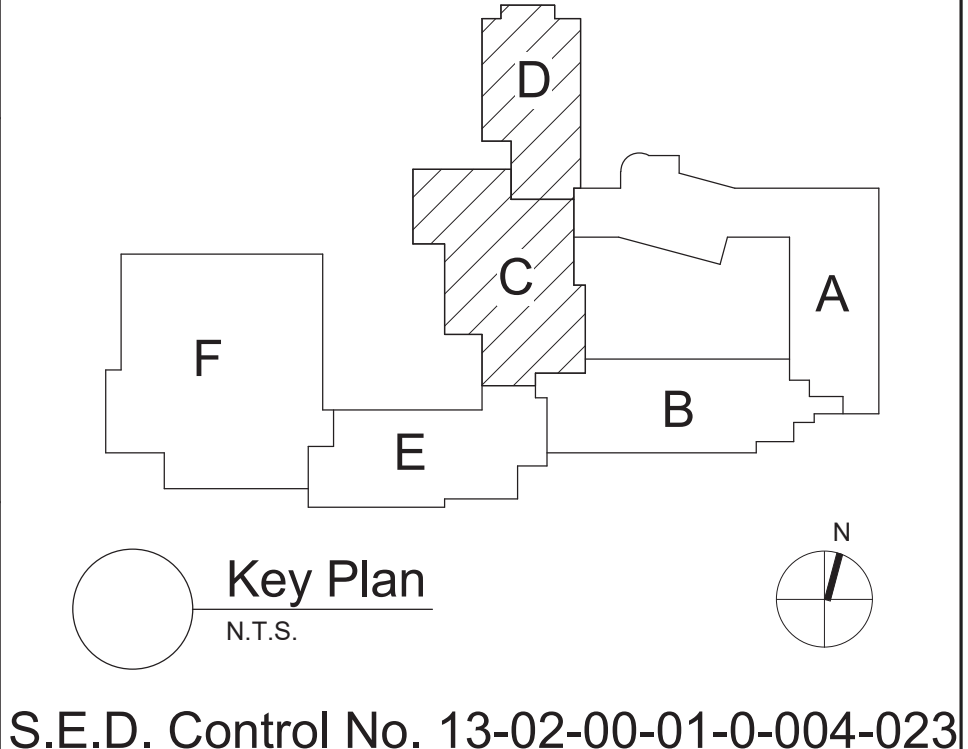 D
C
A
F
B
E
N
Key Plan
N.T.S.
S.E.D. Control No. 13-02-00-01-0-004-023